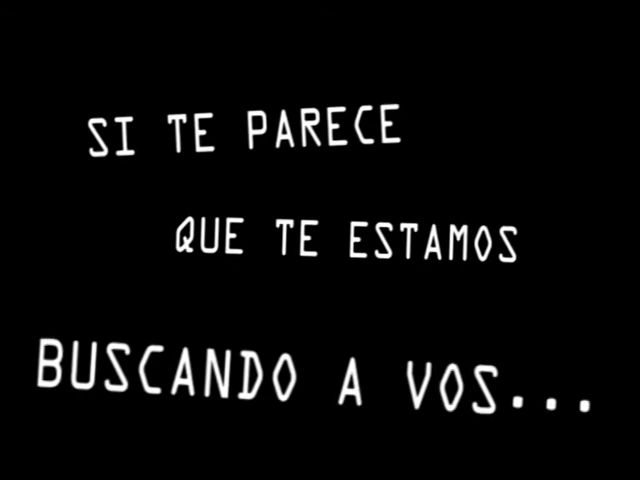 SI TE PARECE
QUE TE ESTAMOS
BUSCANDO A VOS...